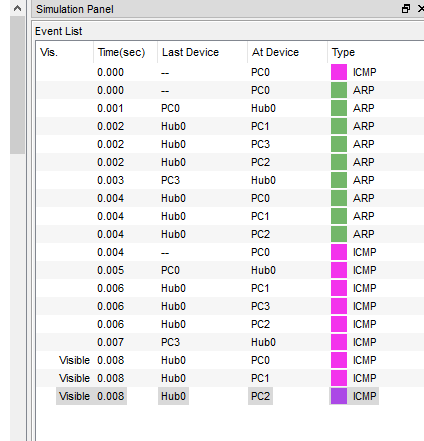 Simulation Panel
Event List
Vis. Time(sec) Last Device At Device Type
0.000 -- PC0 ICMP
0.000 -- PC0 ARP
0.001 PC0 Hub0 ARP
0.002 Hub0 PC1 ARP
0.002 Hub0 PC3 ARP
0.002 Hub0 PC2 ARP
0.003 PC3 Hub0 ARP
0.004 Hub0 PC0 ARP
0.004 Hub0 PC1 ARP
0.004 Hub0 PC2 ARP
0.004 -- PC0 ICMP
0.005 PC0 Hub0 ICMP
0.006 Hub0 PC1 ICMP
0.006 Hub0 PC3 ICMP
0.006 Hub0 PC2 ICMP
0.007 PC3 Hub0 ICMP
Visible 0.008 Hub0 PC0 ICMP
Visible 0.008 Hub0 PC1 ICMP
Visible 0.008 Hub0 PC2 ICMP